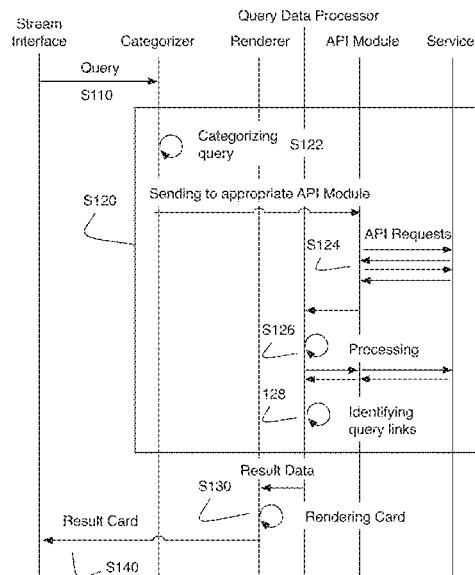 Query Data Processor
Stream
Interface
Categorizer
Renderer
API Module
Service
Query
S110
Categorizing
query
S122
Sending to appropriate API Module
S120
API Requests
S124
S126
Processing
128
Identifying
query links
Result Data
S130
Result Card
Rendering Card
S140